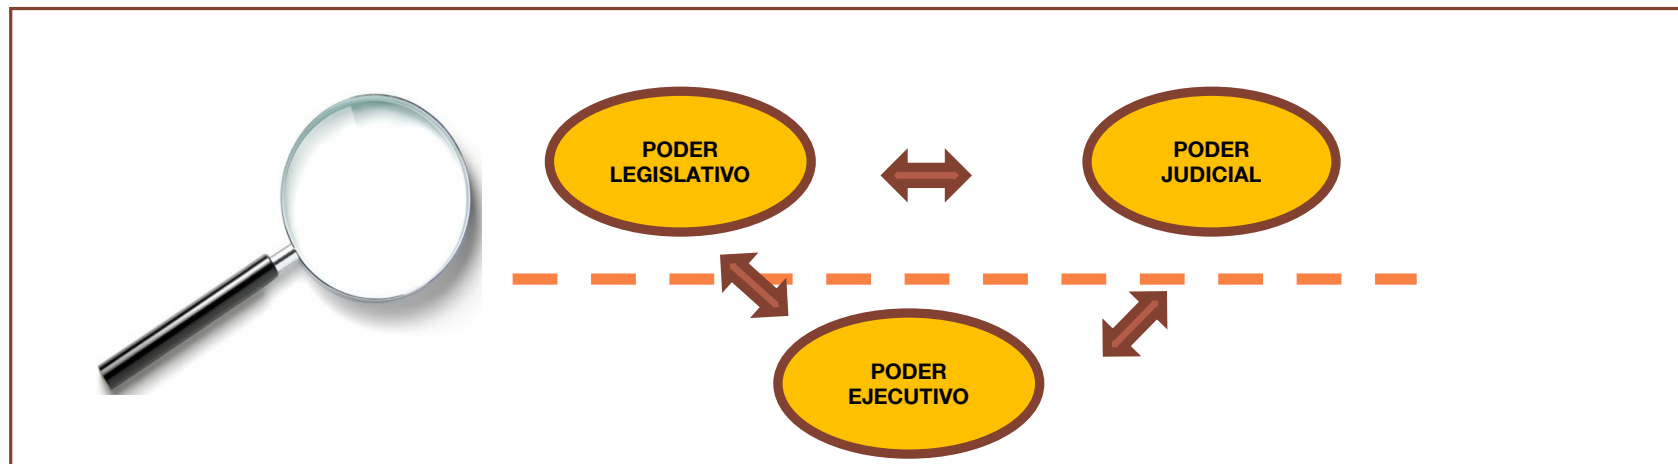 PODER
LEGISLATIVO
PODER
JUDICIAL
PODER
EJECUTIVO